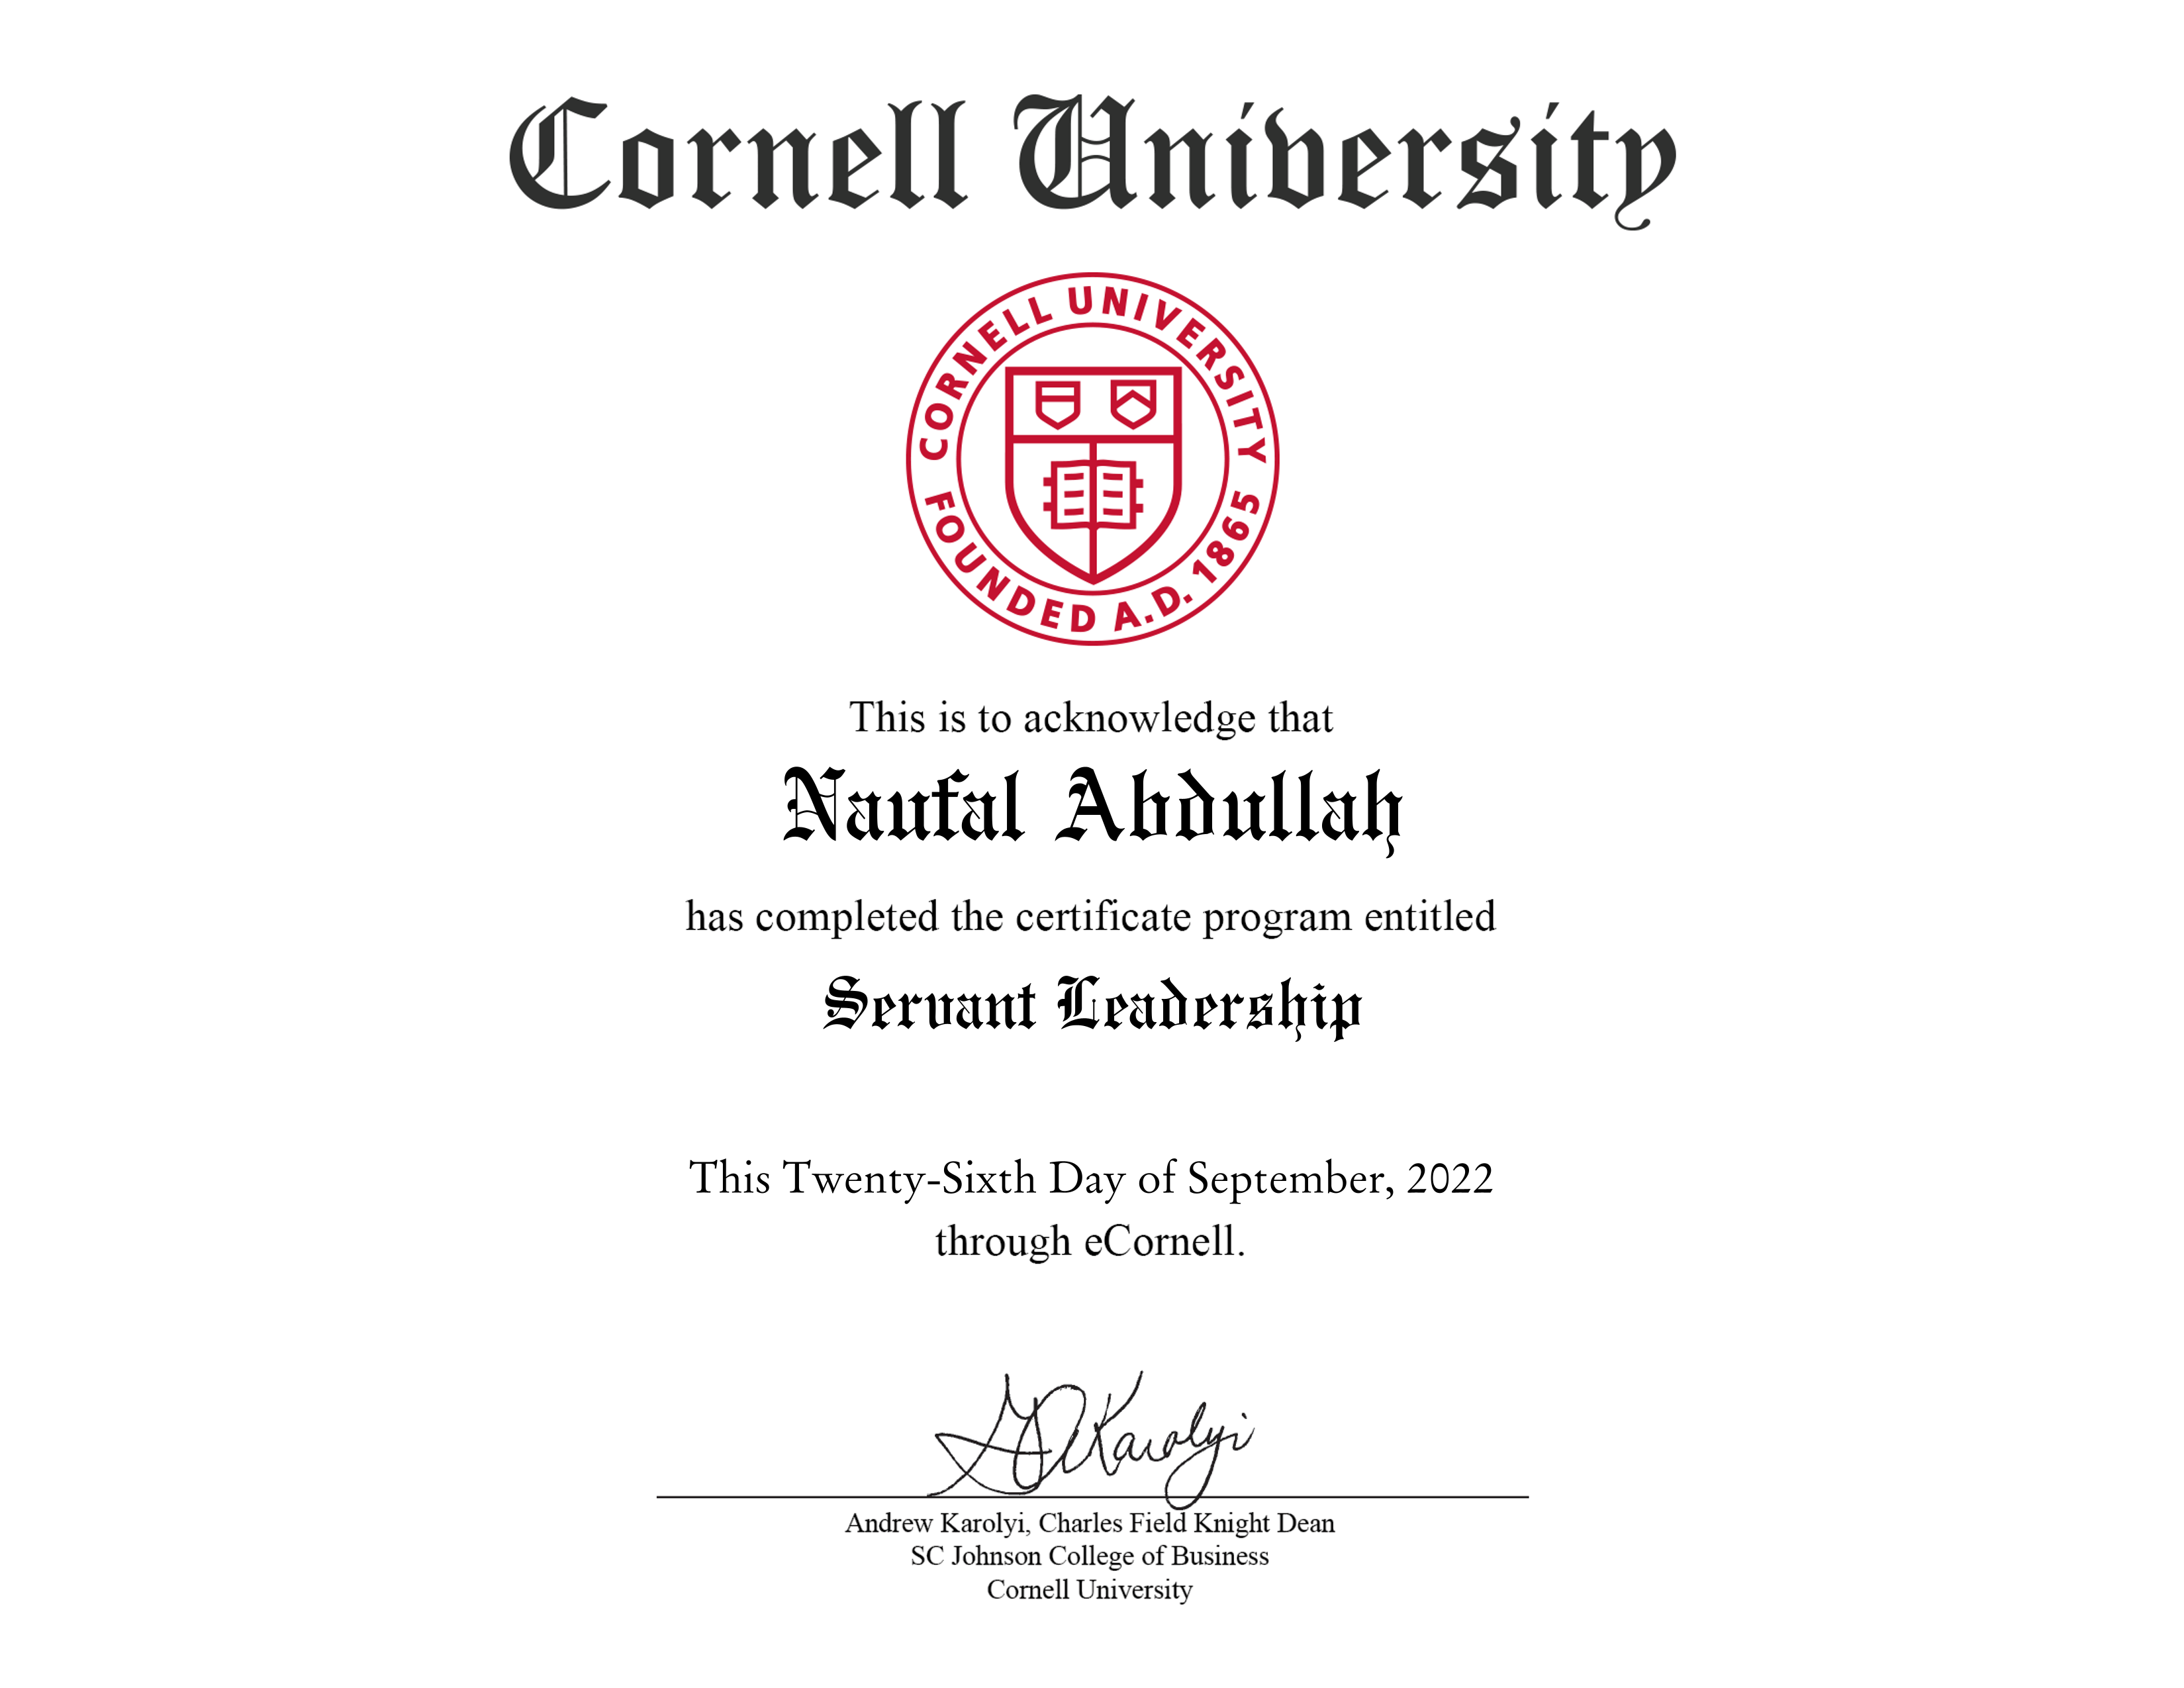 Cornell University
CORNELL UNIVERSITY
FOUNDED A.D. 1865
This is to acknowledge that
Naufal Abdullah
has completed the certificate program entitled
Servant Leadership
This Twenty-Sixth Day of September, 2022
through eCornell.
GAKarolyi
Andrew Karolyi, Charles Field Knight Dean
SC Johnson College of Business
Cornell University